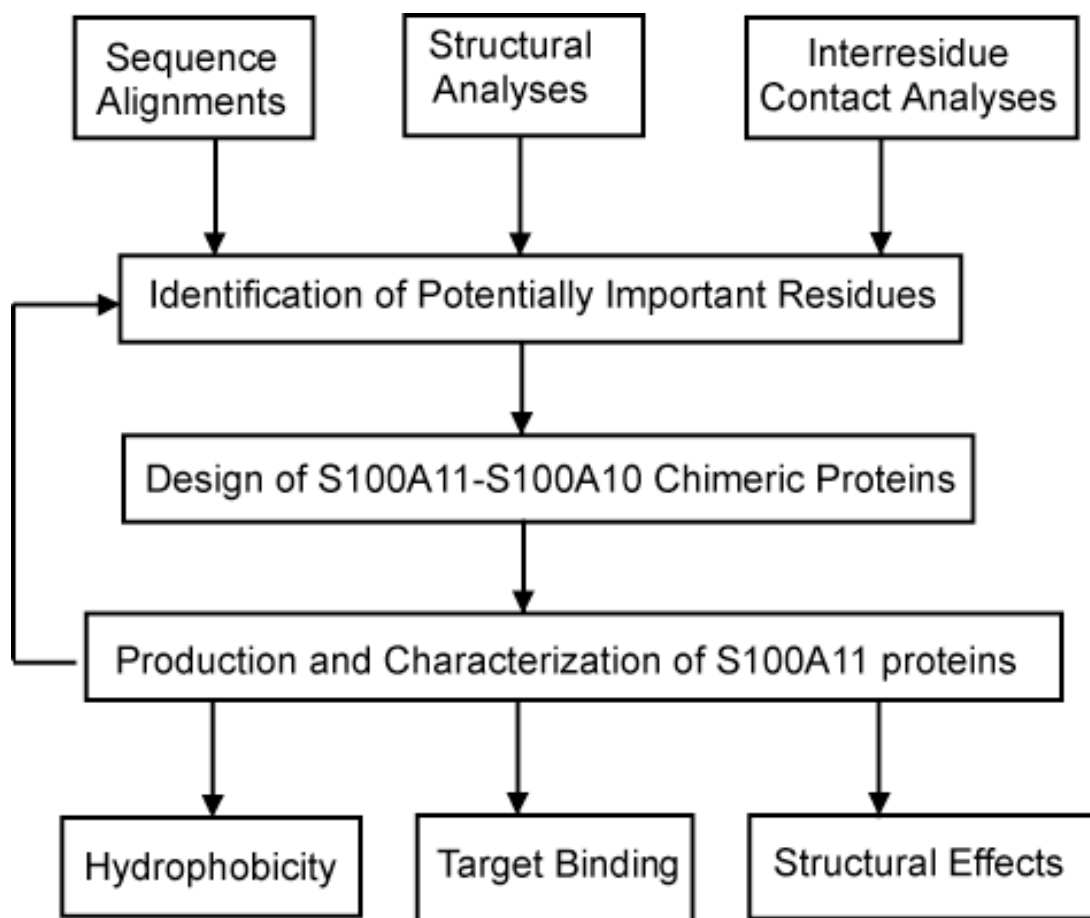 Sequence
Alignments
Structural
Analyses
Interresidue
Contact Analyses
Identification of Potentially Important Residues
Design of S100A11-S100A10 Chimeric Proteins
Production and Characterization of S100A11 proteins
Hydrophobicity
Target Binding
Structural Effects